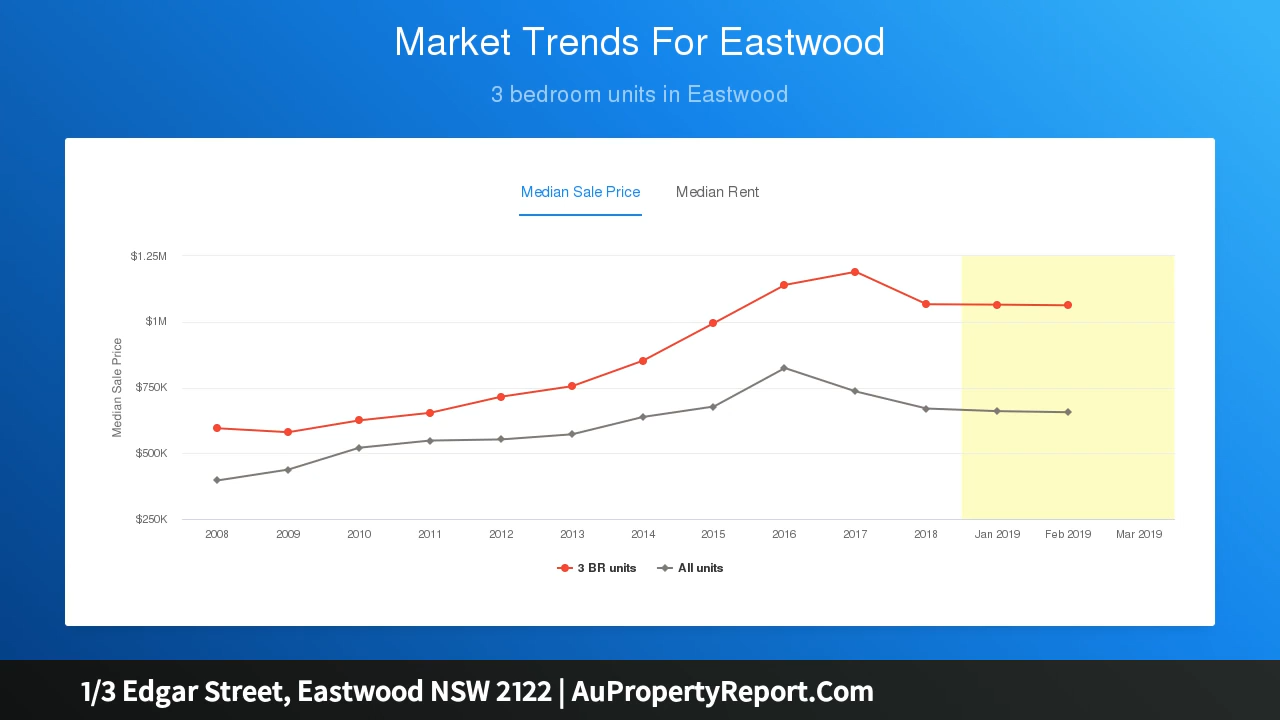 Market Trends For Eastwood
3 bedroom units in Eastwood
Median Sale Price Median Rent
$1.25M
$1M
$750K
$500K
$250K
Median Sale Price
2008 2009 2010 2011 2012 2013 2014 2015 2016 2017 2018 Jan 2019 Feb 2019 Mar 2019
3 BR units All units
1/3 Edgar Street, Eastwood NSW 2122 | AuPropertyReport.Com